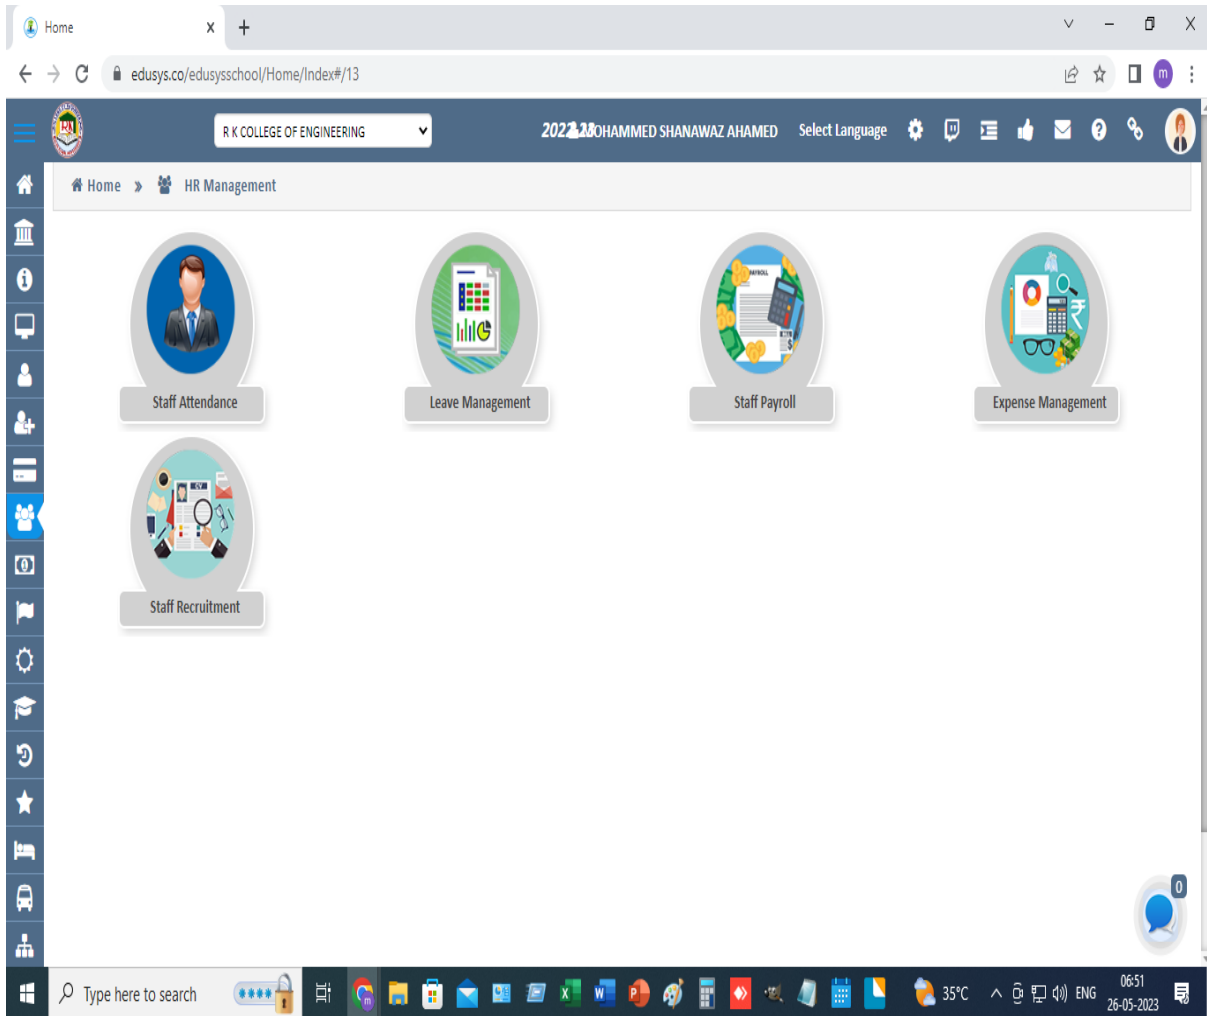 Home
edusys.co/edusysschool/Home/Index#/13
m
R K COLLEGE OF ENGINEERING
MOHAMMED SHANAWAZ AHAMED
Select Language
Home » HR Management
PAYROLL
CV
Staff Attendance
Leave Management
Staff Payroll
Expense Management
Staff Recruitment
0
Type here to search
35°C
ENG
06:51
26-05-2023